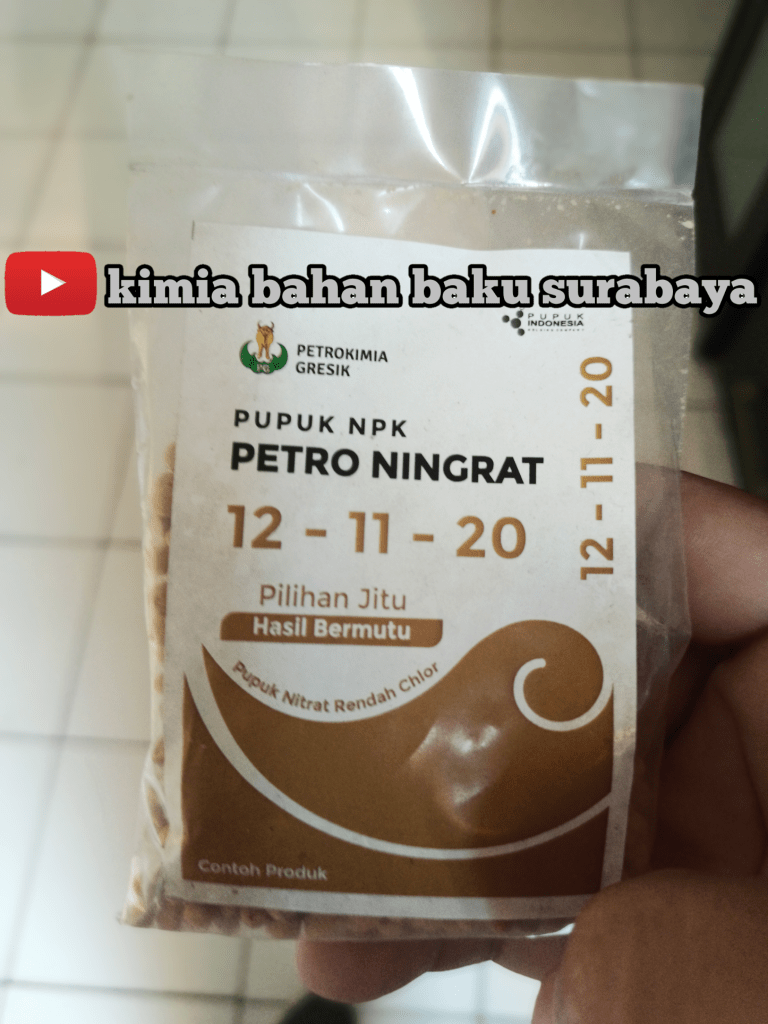 kimia bahan baku surabaya
PUPUK
INDONESIA
PETROKIMIA
GRESIK
PUPUK NPK
PETRO NINGRAT
12 - 11 - 20
12 - 11 - 20
Pilihan Jitu
Hasil Bermutu
Pupuk Nitrat Rendah Chlor
Contoh Produk